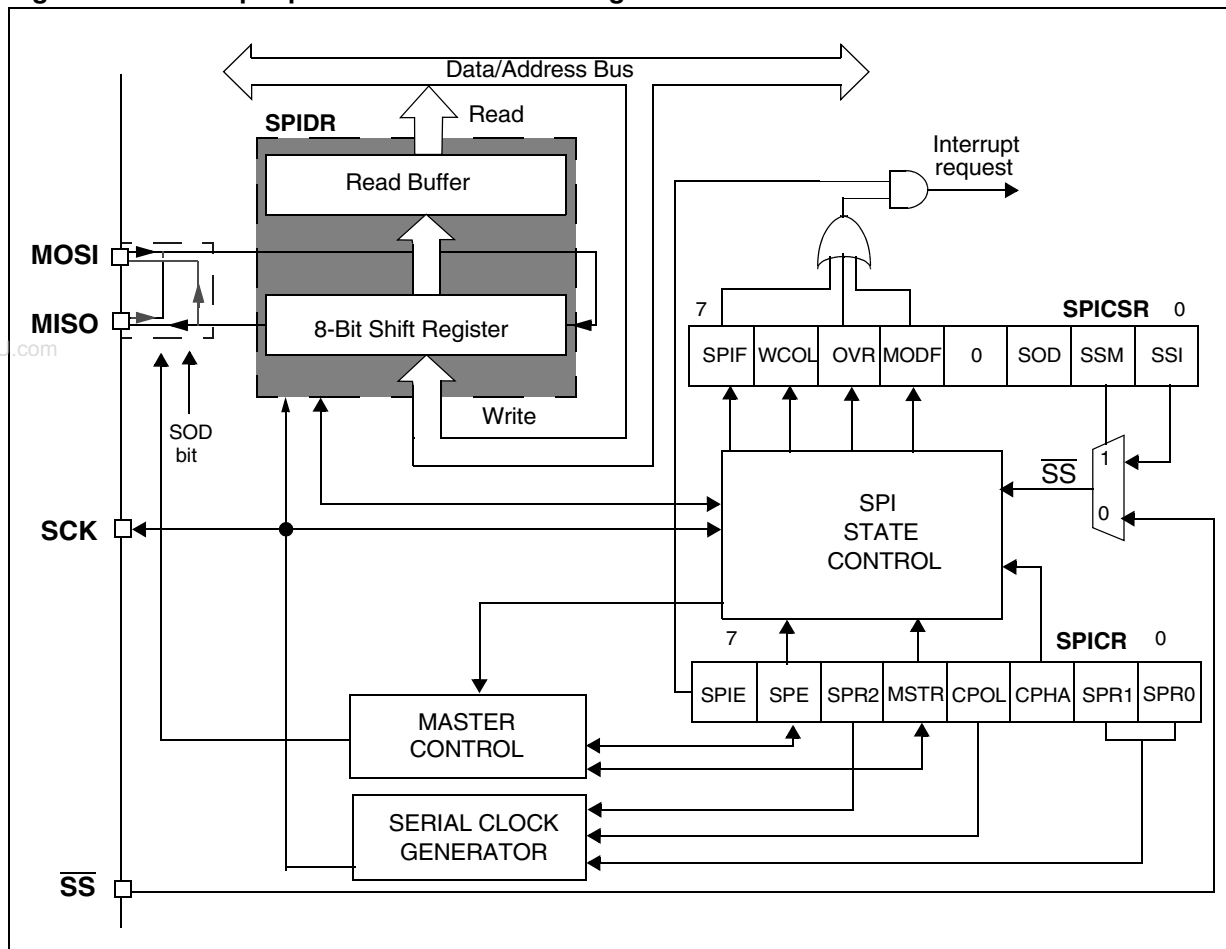 Data/Address Bus
SPIDR
Read
Read Buffer
Interrupt
request
MOSI
MISO
8-Bit Shift Register
7
SPICSR
0
SPIF WCOL OVR MODF 0 SOD SSM SSI
J.com
Write
SOD
bit
SS
1
0
SCK
SPI
STATE
CONTROL
7
SPICR
0
SPIE SPE SPR2 MSTR CPOL CPHA SPR1 SPR0
MASTER
CONTROL
SERIAL CLOCK
GENERATOR
SS